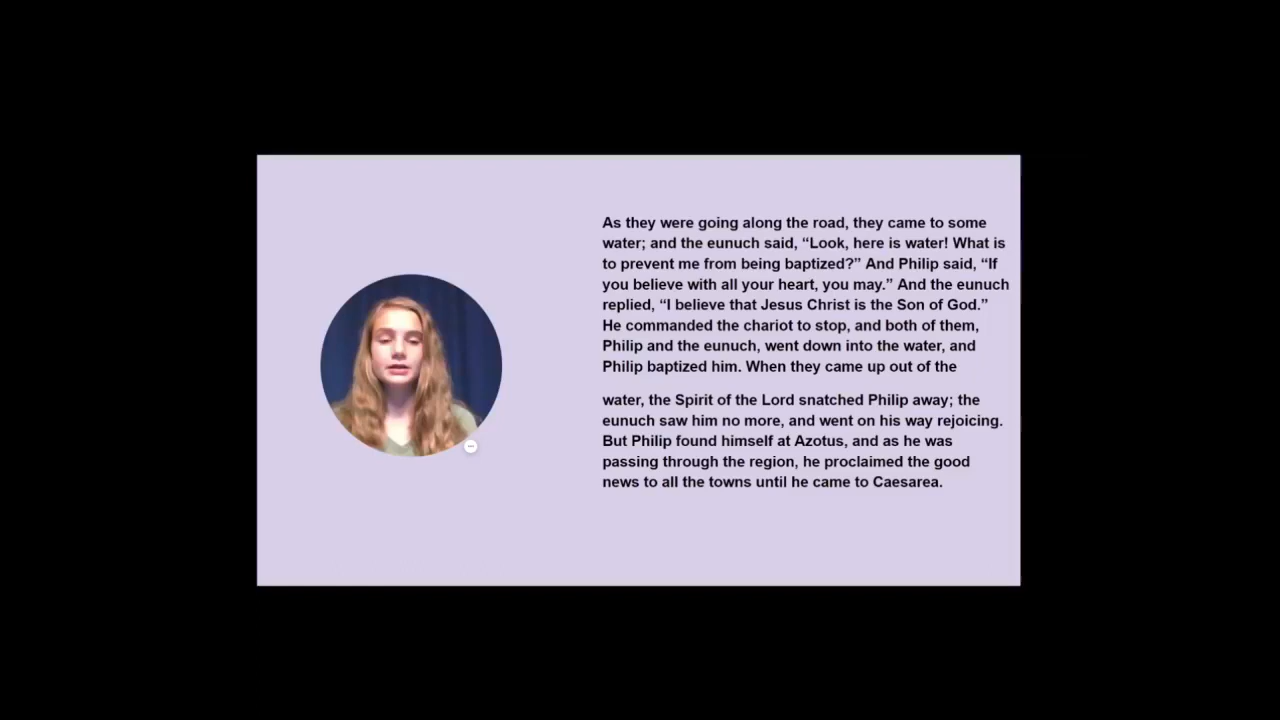 As they were going along the road, they came to some
water; and the eunuch said, “Look, here is water! What is
to prevent me from being baptized?” And Philip said, “If
you believe with all your heart, you may.” And the eunuch
replied, “I believe that Jesus Christ is the Son of God.”
He commanded the chariot to stop, and both of them,
Philip and the eunuch, went down into the water, and
Philip baptized him. When they came up out of the
water, the Spirit of the Lord snatched Philip away; the
eunuch saw him no more, and went on his way rejoicing.
But Philip found himself at Azotus, and as he was
passing through the region, he proclaimed the good
news to all the towns until he came to Caesarea.